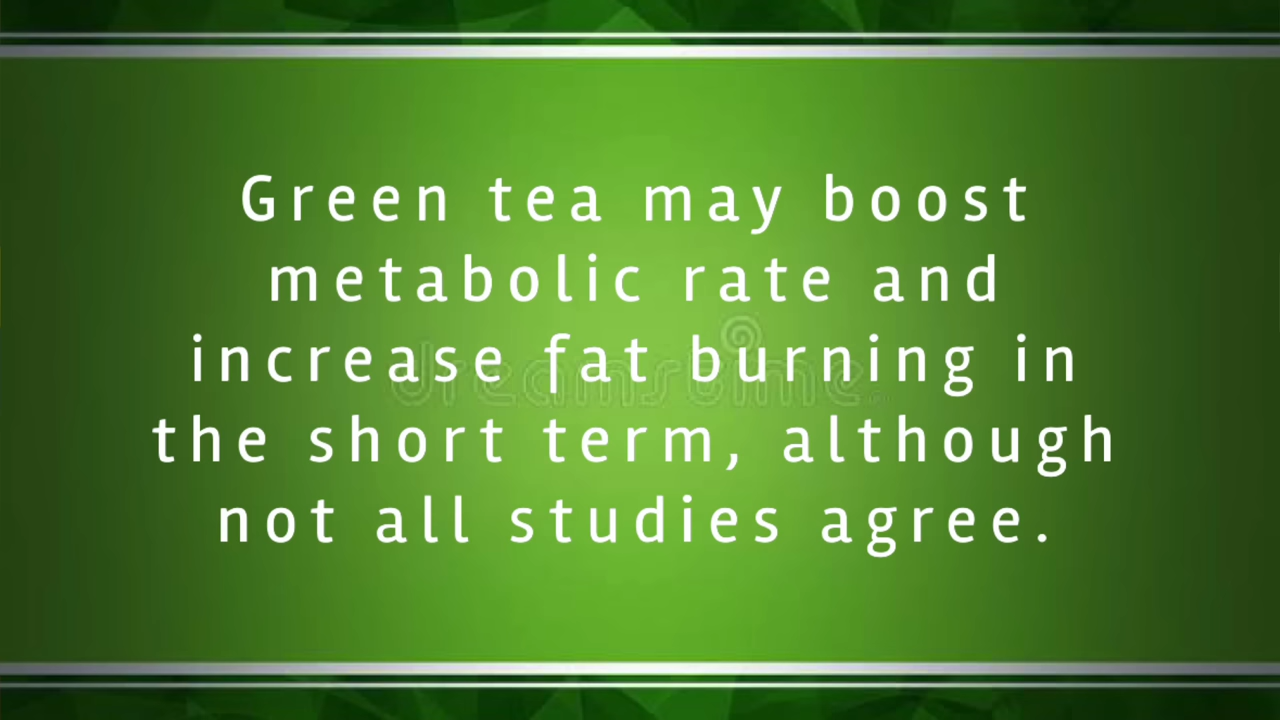 Green tea may boost
metabolic rate and
increase fat burning in
the short term, although
not all studies agree.
dreamstime.